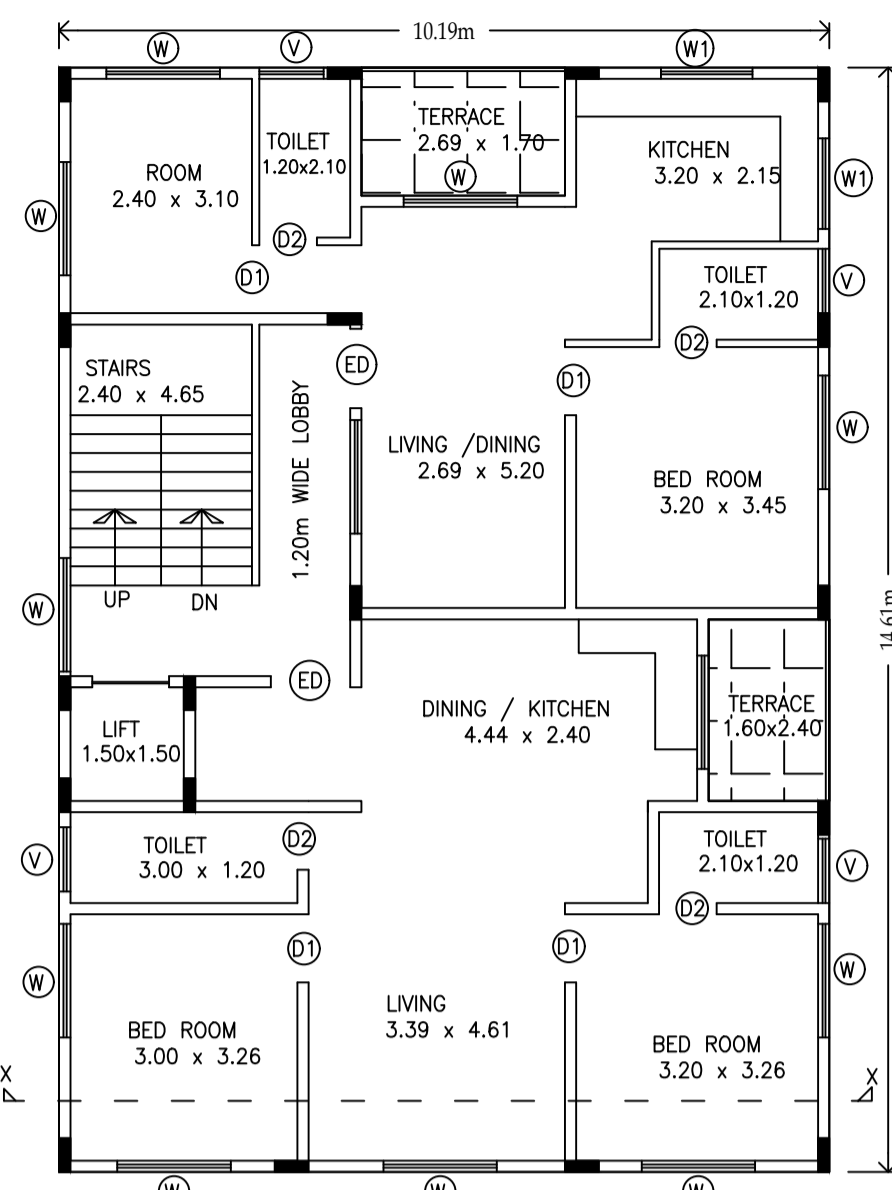 10.19m
W
V
W1
TERRACE
2.69 x 1.70
W
TOILET
1.20x2.10
ROOM
2.40 x 3.10
KITCHEN
3.20 x 2.15
W1
W
D2
D1
TOILET
2.10x1.20
V
D2
STAIRS
2.40 x 4.65
ED
D1
1.20m WIDE LOBBY
LIVING /DINING
2.69 x 5.20
W
BED ROOM
3.20 x 3.45
UP
DN
W
14.61m
ED
DINING / KITCHEN
4.44 x 2.40
TERRACE
1.60x2.40
LIFT
1.50x1.50
TOILET
3.00 x 1.20
D2
V
TOILET
2.10x1.20
V
D2
D1
D1
W
W
LIVING
3.39 x 4.61
BED ROOM
3.00 x 3.26
BED ROOM
3.20 x 3.26
X
X
W
W
W